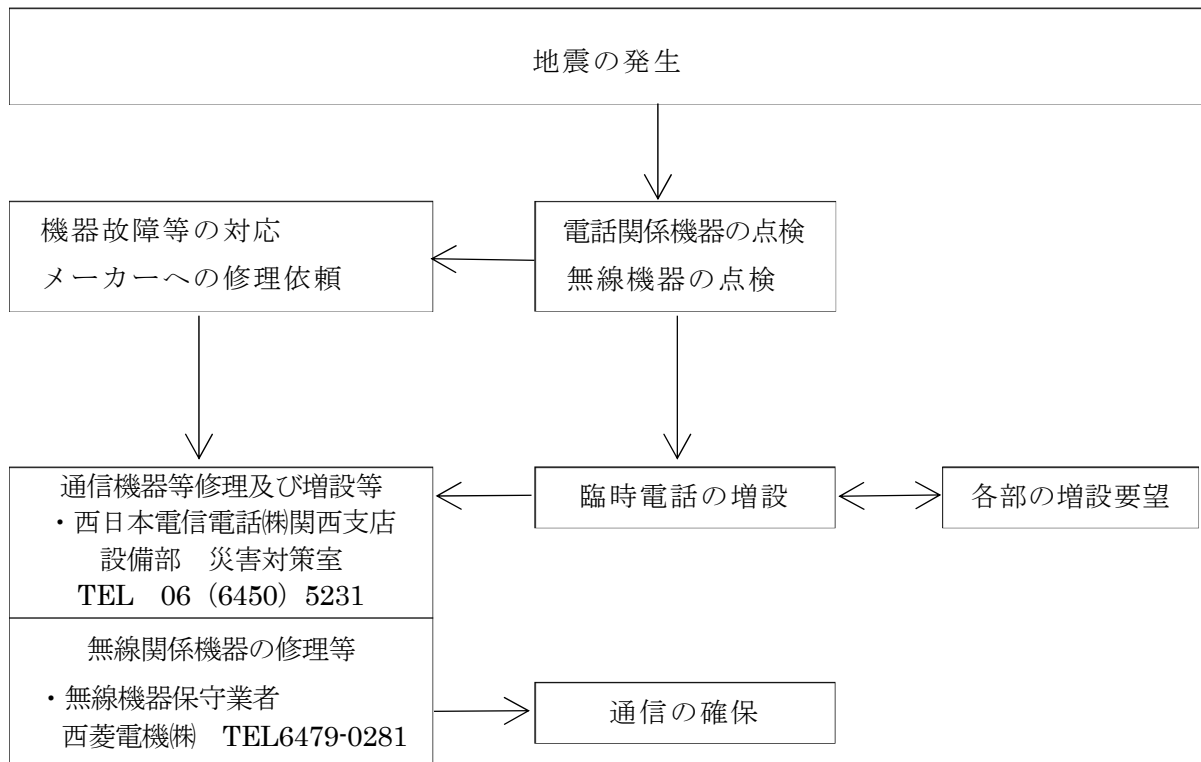 地震の発生
機器故障等の対応
メーカーへの修理依頼
電話関係機器の点検
無線機器の点検
通信機器等修理及び増設等
・西日本電信電話㈱関西支店
設備部　災害対策室
TEL　06（6450）5231
臨時電話の増設
各部の増設要望
無線関係機器の修理等
・無線機器保守業者
西菱電機㈱　TEL6479-0281
通信の確保